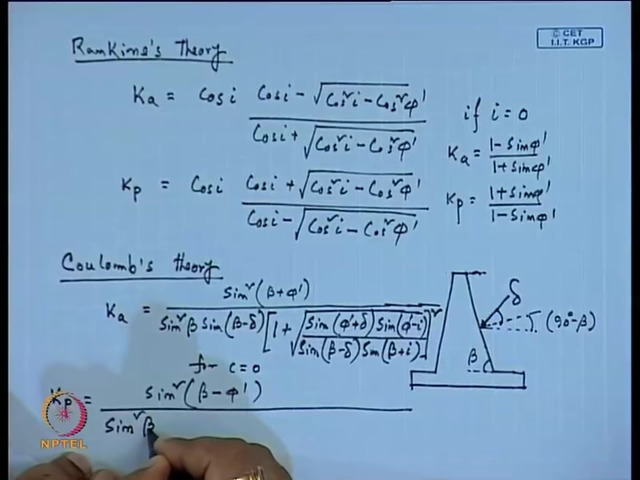 © CET
I.I.T. KGP
Rankine's Theory
Ka = Cosi (Cosi - √(Cos²i - Cos²φ')) / (Cosi + √(Cos²i - Cos²φ'))
if i = 0
Ka = (1 - Sinφ') / (1 + Sinφ')
Kp = Cosi (Cosi + √(Cos²i - Cos²φ')) / (Cosi - √(Cos²i - Cos²φ'))
Kp = (1 + Sinφ') / (1 - Sinφ')
Coulomb's theory
Ka = Sin²(β + φ') / (Sin²β Sin(β - δ) [1 + √(Sin(φ' + δ) Sin(φ' - i) / Sin(β - δ) Sin(β + i))]²)
for c = 0
δ
(90° - β)
β
Kp = Sin²(β - φ') / Sin²β
NPTEL